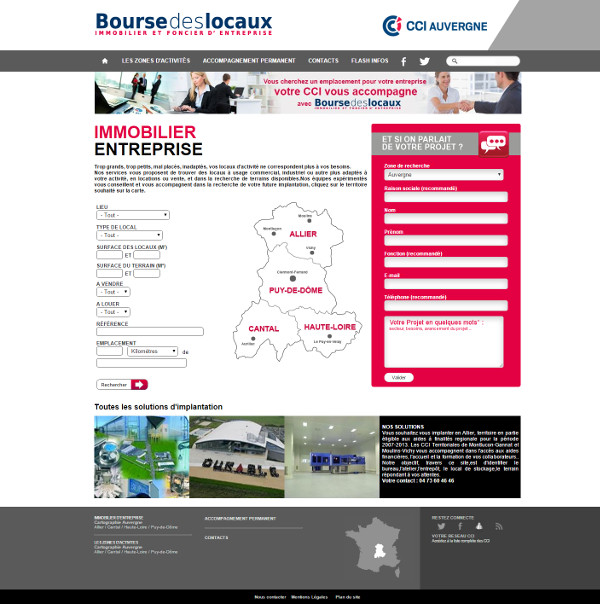 Boursedeslocaux
IMMOBILIER ET FONCIER D'ENTREPRISE
CCI AUVERGNE
LES ZONES D'ACTIVITÉS
ACCOMPAGNEMENT PERMANENT
CONTACTS
FLASH INFOS
Vous cherchez un emplacement pour votre entreprise
votre CCI vous accompagne
avec Boursedeslocaux
IMMOBILIER ET FONCIER D'ENTREPRISE
IMMOBILIER
ENTREPRISE
Trop grands, trop petits, mal placés, inadaptés, vos locaux d'activité ne correspondent plus à vos besoins.
Nos services vous proposent de trouver des locaux à usage commercial, industriel ou autre plus adaptés à
votre activité, en locations ou vente, et dans la recherche de terrains disponibles.Nos équipes expérimentés
vous conseillent et vous accompagnent dans la recherche de votre future implantation, cliquez sur le territoire
souhaité sur la carte.
LIEU
- Tout -
TYPE DE LOCAL
- Tout -
SURFACE DES LOCAUX (M²)
ET
SURFACE DU TERRAIN (M²)
ET
A VENDRE
- Tout -
A LOUER
- Tout -
RÉFÉRENCE
EMPLACEMENT
Kilomètres
de
Rechercher
Moulins
Montluçon
ALLIER
Vichy
Clermont-Ferrand
PUY-DE-DÔME
CANTAL
HAUTE-LOIRE
Aurillac
Le Puy-en-Velay
ET SI ON PARLAIT
DE VOTRE PROJET ?
Zone de recherche
Auvergne
Raison sociale (recommandé)
Nom
Prénom
Fonction (recommandé)
E-mail
Téléphone (recommandé)
Votre Projet en quelques mots* :
secteur, besoins, avancement du projet...
Valider
Toutes les solutions d'implantation
DURABLE
NOS SOLUTIONS
Vous souhaitez vous implanter en Allier, territoire en partie
éligible aux aides à finalités regionale pour la période
2007-2013. Les CCI Territoriales de Montlucon-Gannat et
Moulins-Vichy vous accompagnent dans l'accès aux aides
financières, l'accueil et la formation de vos collaborateurs.
Notre objectif, travers ce site,est d'identifier le
bureau,l'atelier,l'entrepôt, le local de stockage,le terrain
répondant à vos attentes.
Votre contact : 04 73 60 46 46
IMMOBILIER D'ENTREPRISE
Cartographie Auvergne
Allier / Cantal / Haute-Loire / Puy-de-Dôme
LES ZONES D'ACTIVITÉS
Cartographie Auvergne
Allier / Cantal / Haute-Loire / Puy-de-Dôme
ACCOMPAGNEMENT PERMANENT
CONTACTS
RESTEZ CONNECTÉ
VOTRE RESEAU CCI
Accédez à la liste complète des CCI
Nous contacter
Mentions Légales
Plan du site